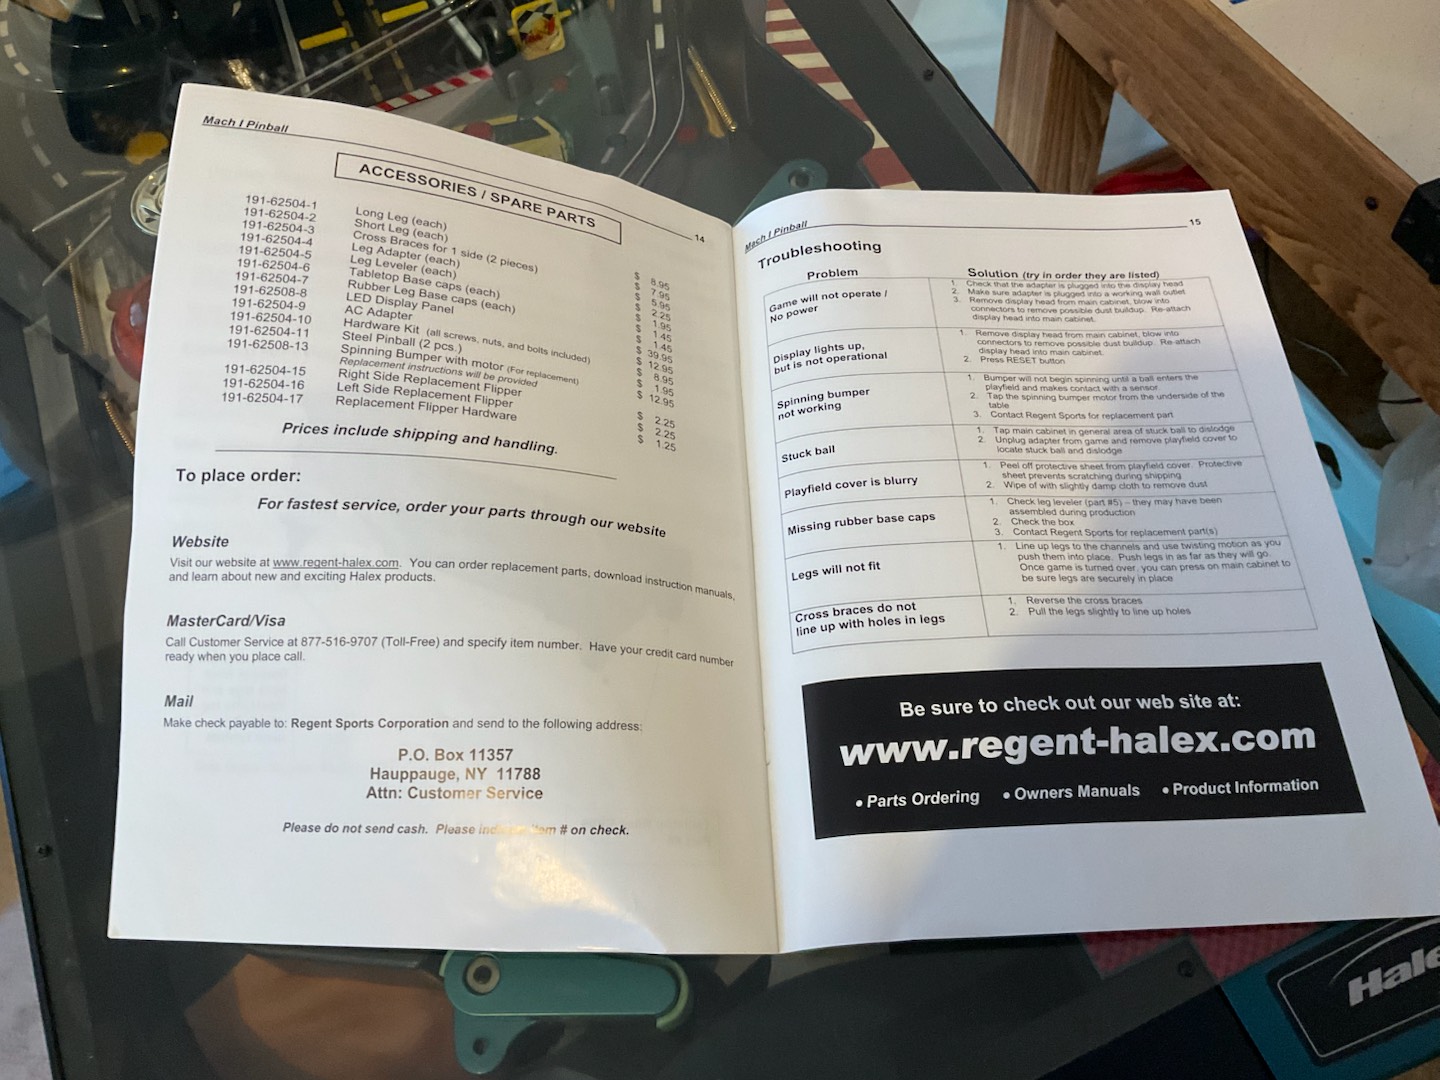 Mach I Pinball
14
ACCESSORIES / SPARE PARTS
191-62504-1 Long Leg (each) $ 8.95
191-62504-2 Short Leg (each) $ 7.95
191-62504-3 Cross Braces for 1 side (2 pieces) $ 5.95
191-62504-4 Leg Adapter (each) $ 2.25
191-62504-5 Leg Leveler (each) $ 1.95
191-62504-6 Tabletop Base caps (each) $ 1.45
191-62504-7 Rubber Leg Base caps (each) $ 1.45
191-62508-8 LED Display Panel $ 39.95
191-62504-9 AC Adapter $ 12.95
191-62504-10 Hardware Kit (all screws, nuts, and bolts included) $ 8.95
191-62504-11 Steel Pinball (2 pcs.) $ 1.95
191-62508-13 Spinning Bumper with motor (For replacement) $ 12.95
Replacement instructions will be provided
191-62504-15 Right Side Replacement Flipper $ 2.25
191-62504-16 Left Side Replacement Flipper $ 2.25
191-62504-17 Replacement Flipper Hardware $ 1.25
Prices include shipping and handling.
To place order:
For fastest service, order your parts through our website
Website
Visit our website at www.regent-halex.com. You can order replacement parts, download instruction manuals,
and learn about new and exciting Halex products.
MasterCard/Visa
Call Customer Service at 877-516-9707 (Toll-Free) and specify item number. Have your credit card number
ready when you place call.
Mail
Make check payable to: Regent Sports Corporation and send to the following address:
P.O. Box 11357
Hauppauge, NY 11788
Attn: Customer Service
Please do not send cash. Please indicate item # on check.
Mach I Pinball
15
Troubleshooting
Problem Solution (try in order they are listed)
Game will not operate /
No power
1. Check that the adapter is plugged into the display head
2. Make sure adapter is plugged into a working wall outlet
3. Remove display head from main cabinet, blow into
connectors to remove possible dust buildup. Re-attach
display head into main cabinet.
Display lights up,
but is not operational
1. Remove display head from main cabinet, blow into
connectors to remove possible dust buildup. Re-attach
display head into main cabinet.
2. Press RESET button
Spinning bumper
not working
1. Bumper will not begin spinning until a ball enters the
playfield and makes contact with a sensor.
2. Tap the spinning bumper motor from the underside of the
table
3. Contact Regent Sports for replacement part
Stuck ball
1. Tap main cabinet in general area of stuck ball to dislodge
2. Unplug adapter from game and remove playfield cover to
locate stuck ball and dislodge
Playfield cover is blurry
1. Peel off protective sheet from playfield cover. Protective
sheet prevents scratching during shipping
2. Wipe of with slightly damp cloth to remove dust
Missing rubber base caps
1. Check leg leveler (part #5) – they may have been
assembled during production
2. Check the box
3. Contact Regent Sports for replacement part(s)
Legs will not fit
1. Line up legs to the channels and use twisting motion as you
push them into place. Push legs in as far as they will go.
Once game is turned over, you can press on main cabinet to
be sure legs are securely in place
Cross braces do not
line up with holes in legs
1. Reverse the cross braces
2. Pull the legs slightly to line up holes
Be sure to check out our web site at:
www.regent-halex.com
• Parts Ordering • Owners Manuals • Product Information